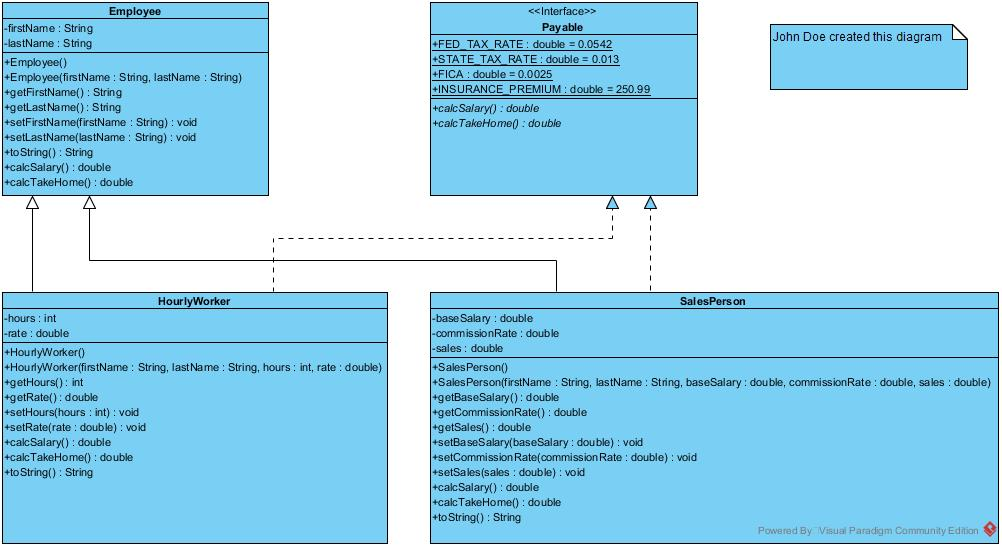 Employee
-firstName : String
-lastName : String
+Employee()
+Employee(firstName : String, lastName : String)
+getFirstName() : String
+getLastName() : String
+setFirstName(firstName : String) : void
+setLastName(lastName : String) : void
+toString() : String
+calcSalary() : double
+calcTakeHome() : double
<<Interface>>
Payable
+FED_TAX_RATE : double = 0.0542
+STATE_TAX_RATE : double = 0.013
+FICA : double = 0.0025
+INSURANCE_PREMIUM : double = 250.99
+calcSalary() : double
+calcTakeHome() : double
John Doe created this diagram
HourlyWorker
-hours : int
-rate : double
+HourlyWorker()
+HourlyWorker(firstName : String, lastName : String, hours : int, rate : double)
+getHours() : int
+getRate() : double
+setHours(hours : int) : void
+setRate(rate : double) : void
+calcSalary() : double
+calcTakeHome() : double
+toString() : String
SalesPerson
-baseSalary : double
-commissionRate : double
-sales : double
+SalesPerson()
+SalesPerson(firstName : String, lastName : String, baseSalary : double, commissionRate : double, sales : double)
+getBaseSalary() : double
+getCommissionRate() : double
+getSales() : double
+setBaseSalary(baseSalary : double) : void
+setCommissionRate(commissionRate : double) : void
+setSales(sales : double) : void
+calcSalary() : double
+calcTakeHome() : double
+toString() : String
Powered By Visual Paradigm Community Edition